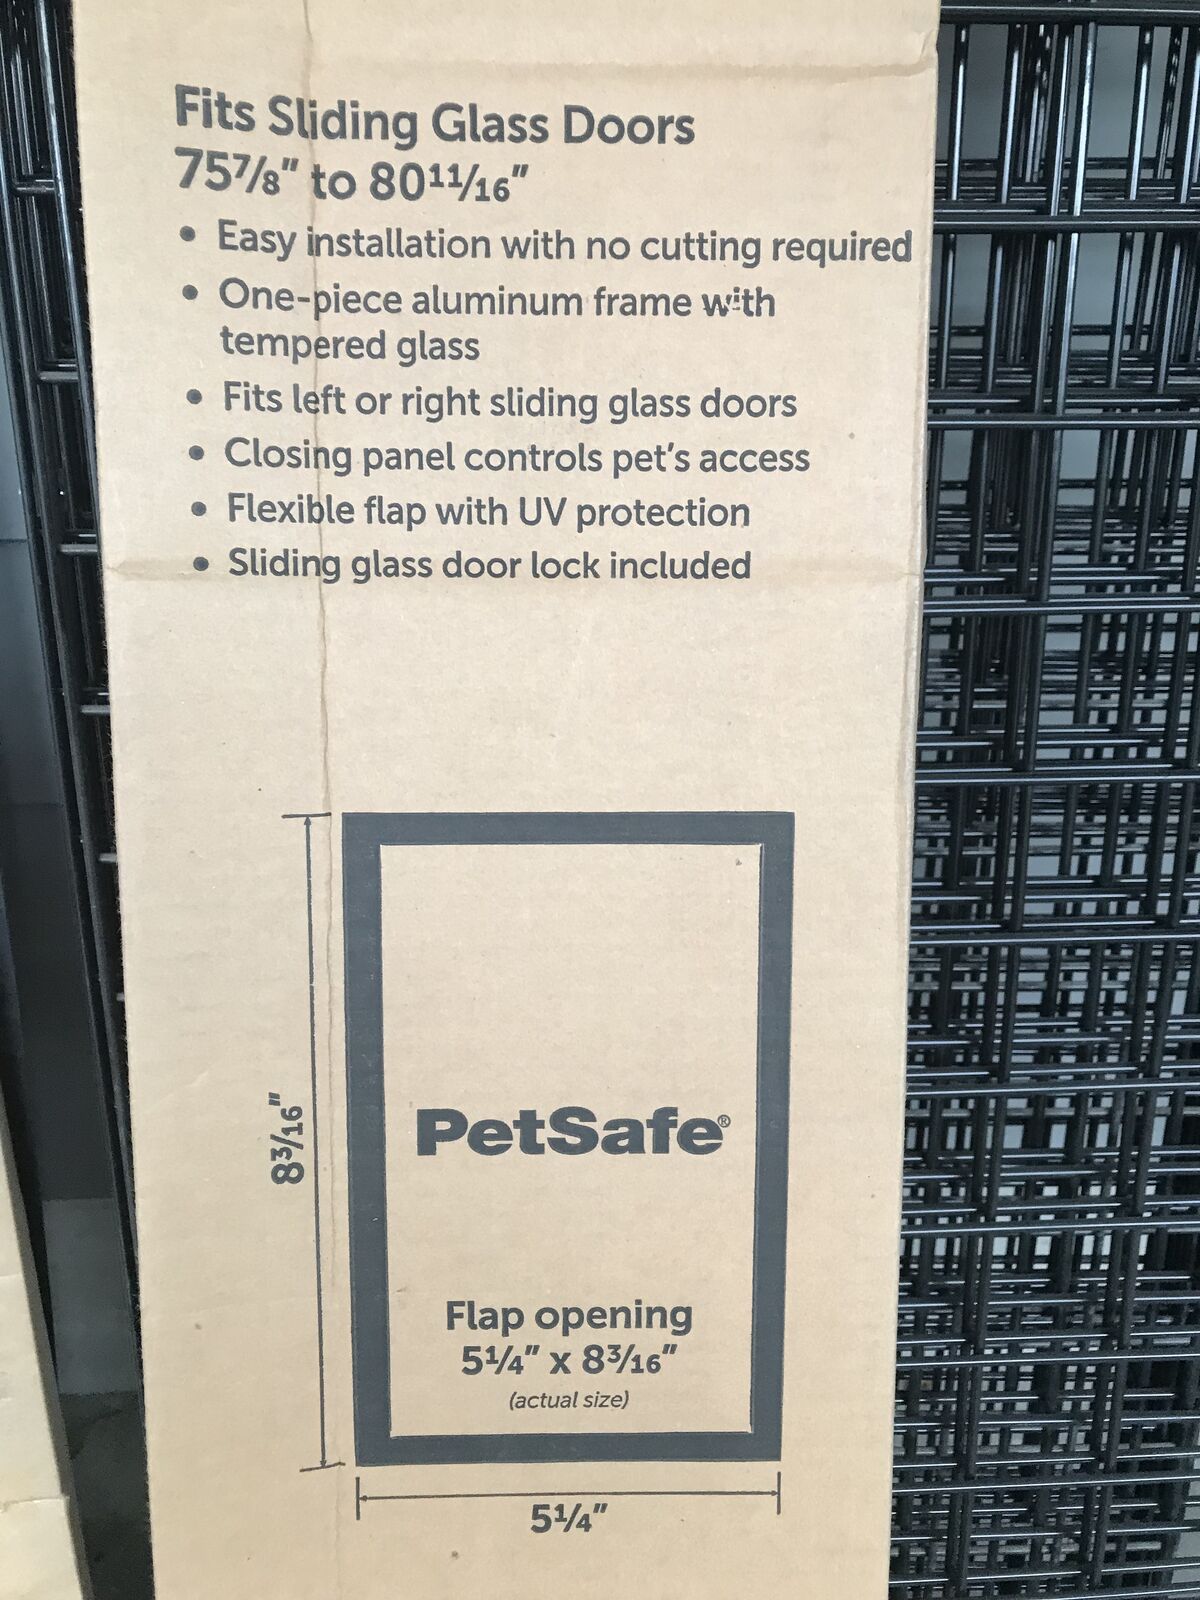 Fits Sliding Glass Doors
75⅞" to 80¹¹⁄₁₆"
• Easy installation with no cutting required
• One-piece aluminum frame with
tempered glass
• Fits left or right sliding glass doors
• Closing panel controls pet's access
• Flexible flap with UV protection
• Sliding glass door lock included
8³⁄₁₆"
PetSafe®
Flap opening
5¼" x 8³⁄₁₆"
(actual size)
5¼"